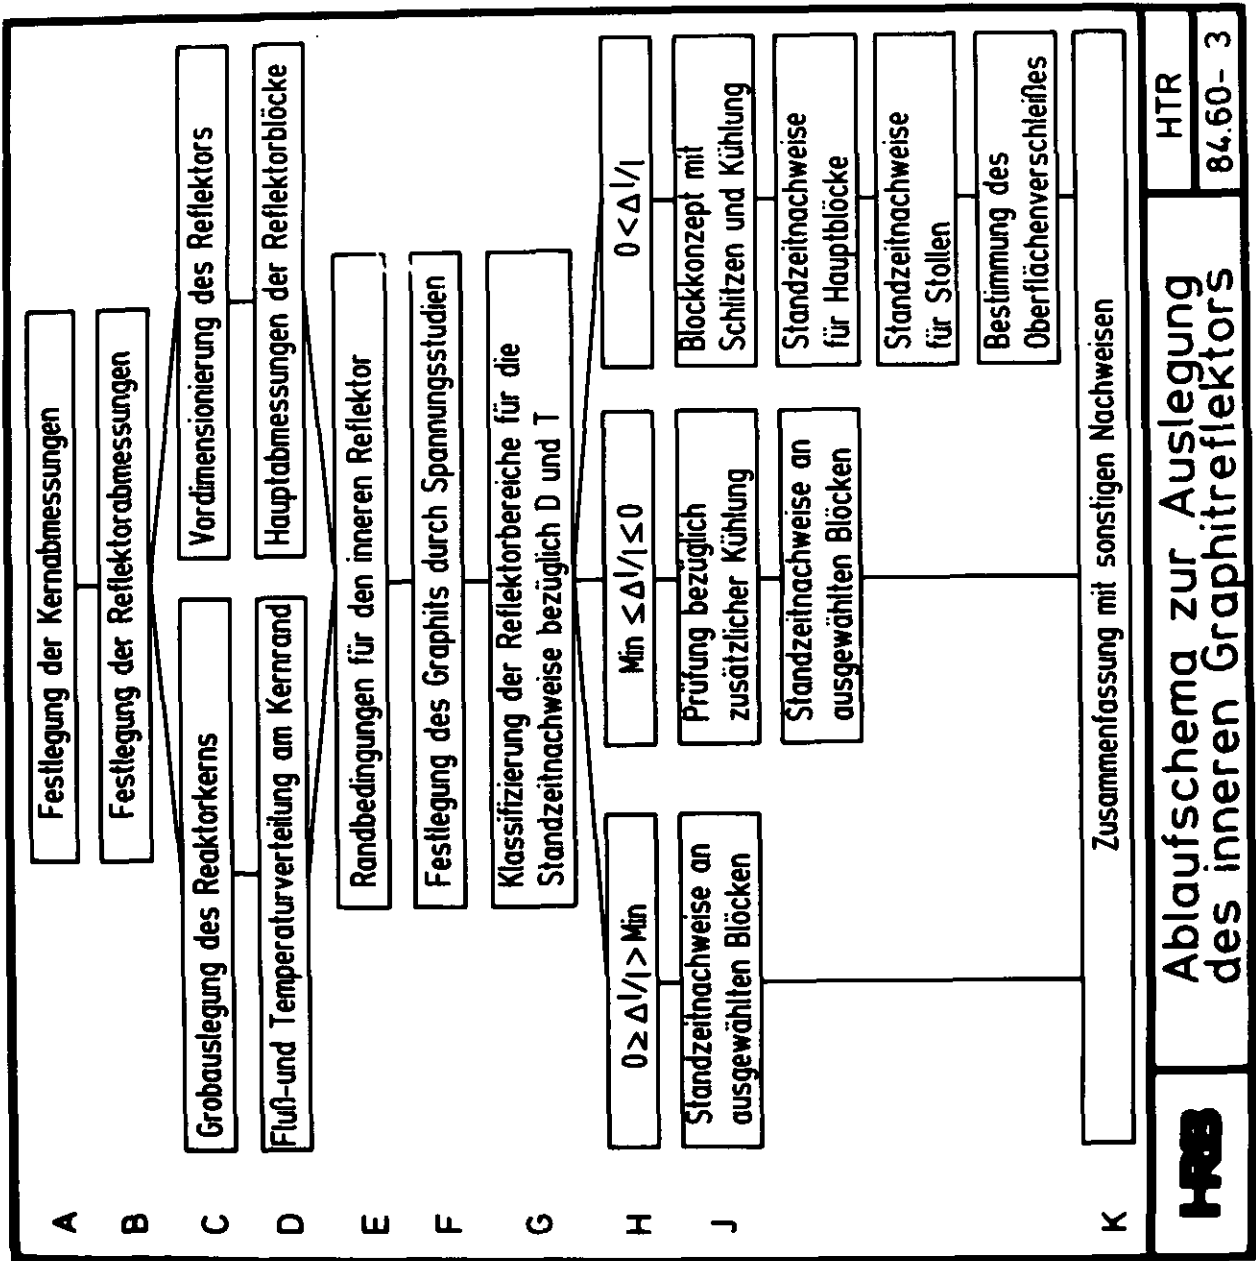 A
Festlegung der Kernabmessungen
B
Festlegung der Reflektorabmessungen
C
Grobauslegung des Reaktorkerns
Vordimensionierung des Reflektors
D
Fluß-und Temperaturverteilung am Kernrand
Hauptabmessungen der Reflektorblöcke
E
Randbedingungen für den inneren Reflektor
F
Festlegung des Graphits durch Spannungsstudien
G
Klassifizierung der Reflektorbereiche für die
Standzeitnachweise bezüglich D und T
H
0≥Δl/l>Min
Min≤Δl/l≤0
0<Δl/l
J
Standzeitnachweise an
ausgewählten Blöcken
Prüfung bezüglich
zusätzlicher Kühlung
Standzeitnachweise an
ausgewählten Blöcken
Blockkonzept mit
Schlitzen und Kühlung
Standzeitnachweise
für Hauptblöcke
Standzeitnachweise
für Stollen
Bestimmung des
Oberflächenverschleißes
K
Zusammenfassung mit sonstigen Nachweisen
HRB
Ablaufschema zur Auslegung
des inneren Graphitreflektors
HTR
84.60- 3